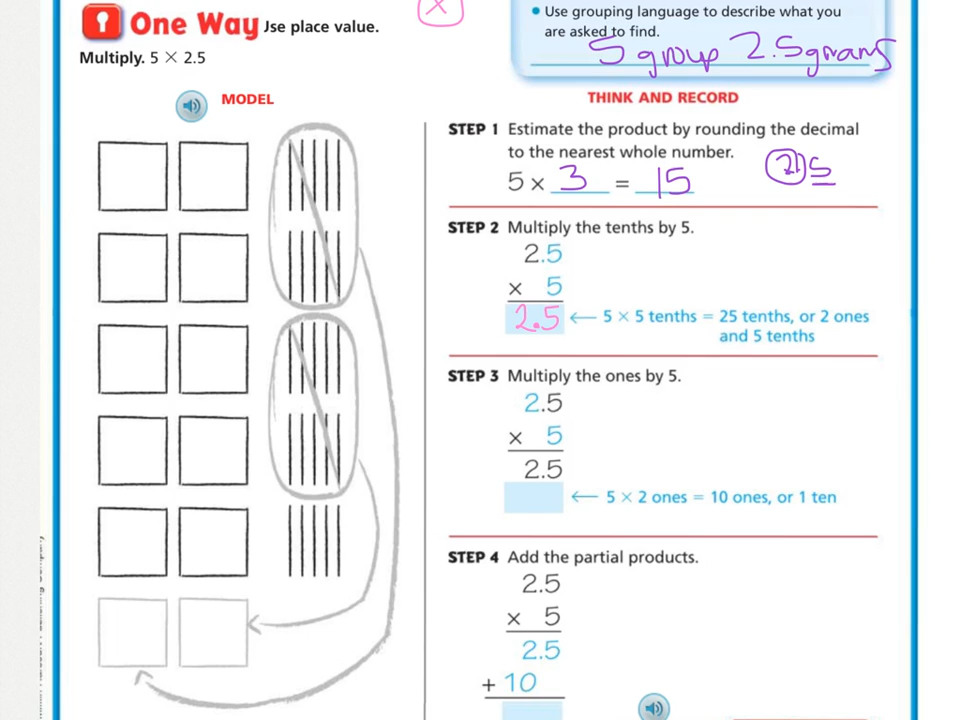 One Way Jse place value.
Multiply. 5 × 2.5
×
• Use grouping language to describe what you
are asked to find.
5 group 2.5 grams
MODEL
THINK AND RECORD
STEP 1 Estimate the product by rounding the decimal
to the nearest whole number.
5 × 3 = 15
STEP 2 Multiply the tenths by 5.
2.5
× 5
2.5 ← 5 × 5 tenths = 25 tenths, or 2 ones
and 5 tenths
STEP 3 Multiply the ones by 5.
2.5
× 5
2.5
← 5 × 2 ones = 10 ones, or 1 ten
STEP 4 Add the partial products.
2.5
× 5
2.5
+ 10